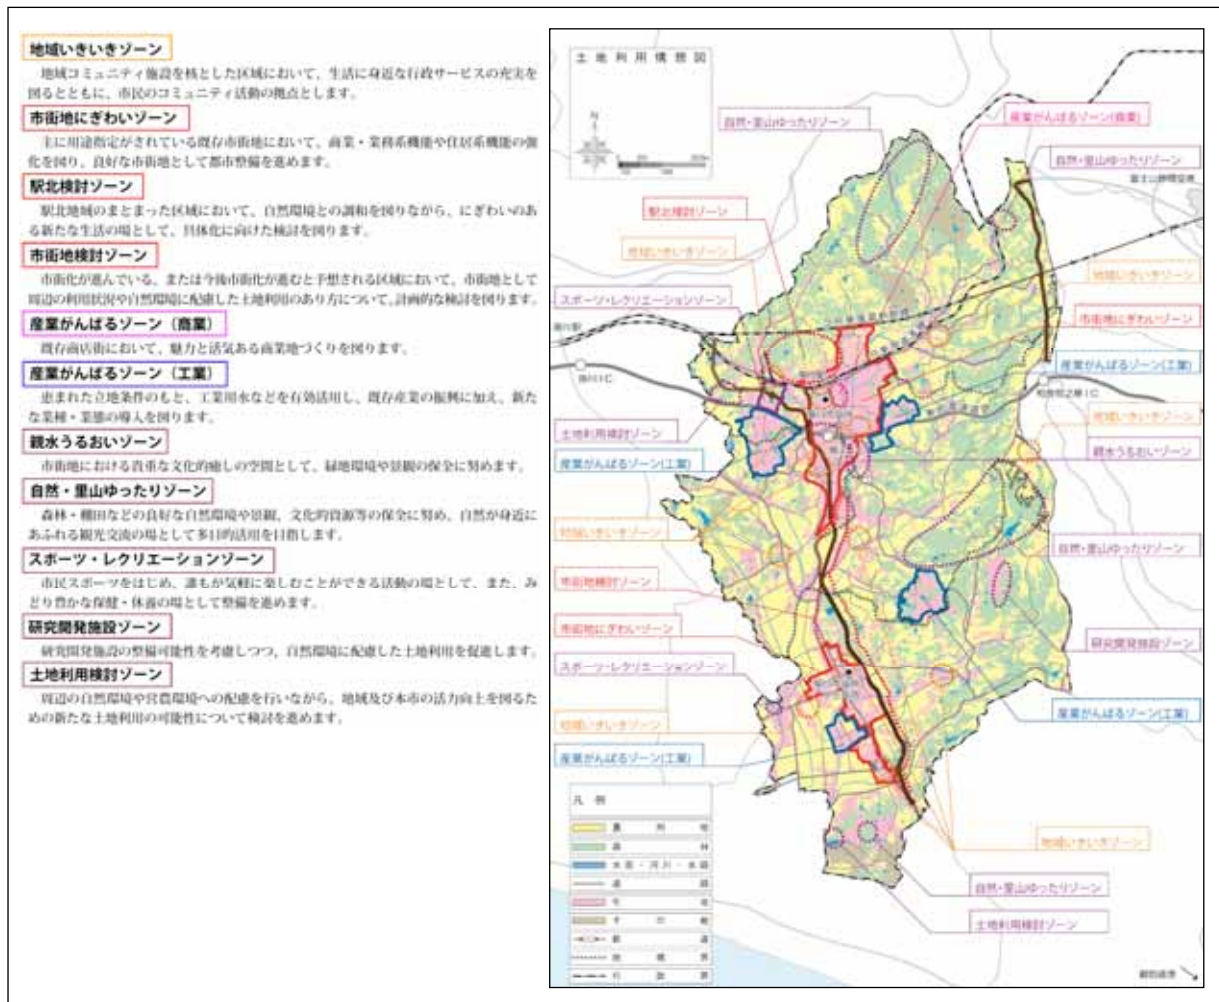 地域いきいきゾーン
地域コミュニティ施設を核とした区域において、生活に身近な行政サービスの充実を
図るとともに、市民のコミュニティ活動の拠点とします。
市街地にぎわいゾーン
主に用途指定がされている既存市街地において、商業・業務系機能や住居系機能の強
化を図り、良好な市街地として都市整備を進めます。
駅北検討ゾーン
駅北地域のまとまった区域において、自然環境との調和を図りながら、にぎわいのあ
る新たな生活の場として、具体化に向けた検討を図ります。
市街地検討ゾーン
市街化が進んでいる、または今後市街化が進むと予想される区域において、市街地として
周辺の利用状況や自然環境に配慮した土地利用のあり方について、計画的な検討を図ります。
産業がんばるゾーン（商業）
既存商店街において、魅力と活気ある商業地づくりを図ります。
産業がんばるゾーン（工業）
恵まれた立地条件のもと、工業用水などを有効活用し、既存産業の振興に加え、新た
な業種・業態の導入を図ります。
親水うるおいゾーン
市街地における貴重な文化的癒しの空間として、緑地環境や景観の保全に努めます。
自然・里山ゆったりゾーン
森林・棚田などの良好な自然環境や景観、文化的資源等の保全に努め、自然が身近に
あふれる観光交流の場として多目的活用を目指します。
スポーツ・レクリエーションゾーン
市民スポーツをはじめ、誰もが気軽に楽しむことができる活動の場として、また、み
どり豊かな保健・休養の場として整備を進めます。
研究開発施設ゾーン
研究開発施設の整備可能性を考慮しつつ、自然環境に配慮した土地利用を促進します。
土地利用検討ゾーン
周辺の自然環境や営農環境への配慮を行いながら、地域及び本市の活力向上を図るた
めの新たな土地利用の可能性について検討を進めます。
土地利用構想図
N
自然・里山ゆったりゾーン
産業がんばるゾーン(商業)
自然・里山ゆったりゾーン
富士山静岡空港
駅北検討ゾーン
地域いきいきゾーン
地域いきいきゾーン
スポーツ・レクリエーションゾーン
市街地にぎわいゾーン
掛川IC
産業がんばるゾーン(工業)
地域いきいきゾーン
土地利用検討ゾーン
親水うるおいゾーン
産業がんばるゾーン(工業)
地域いきいきゾーン
自然・里山ゆったりゾーン
市街地検討ゾーン
市街地にぎわいゾーン
研究開発施設ゾーン
スポーツ・レクリエーションゾーン
産業がんばるゾーン(工業)
地域いきいきゾーン
産業がんばるゾーン(工業)
凡例
地域いきいきゾーン
自然・里山ゆったりゾーン
土地利用検討ゾーン
御前崎港